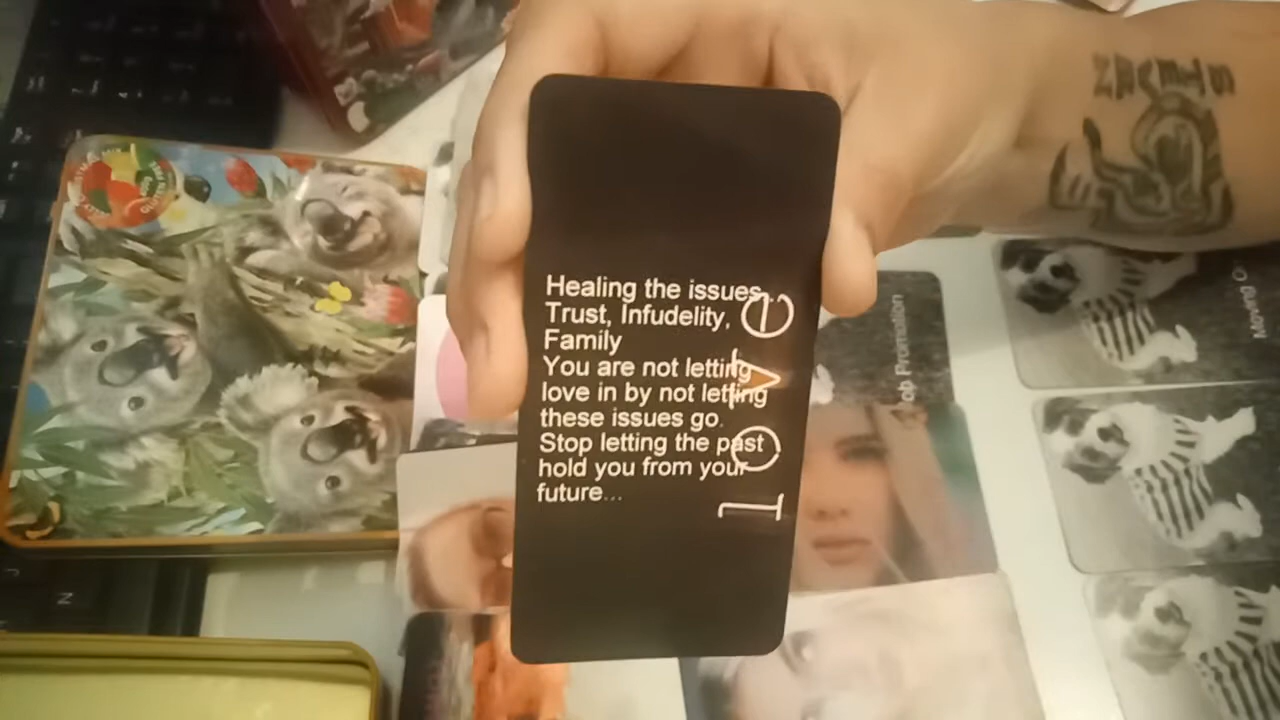 Healing the issues..
Trust, Infudelity,
Family
You are not letting
love in by not letting
these issues go.
Stop letting the past
hold you from your
future...
love
Job Promotion
Moving
N